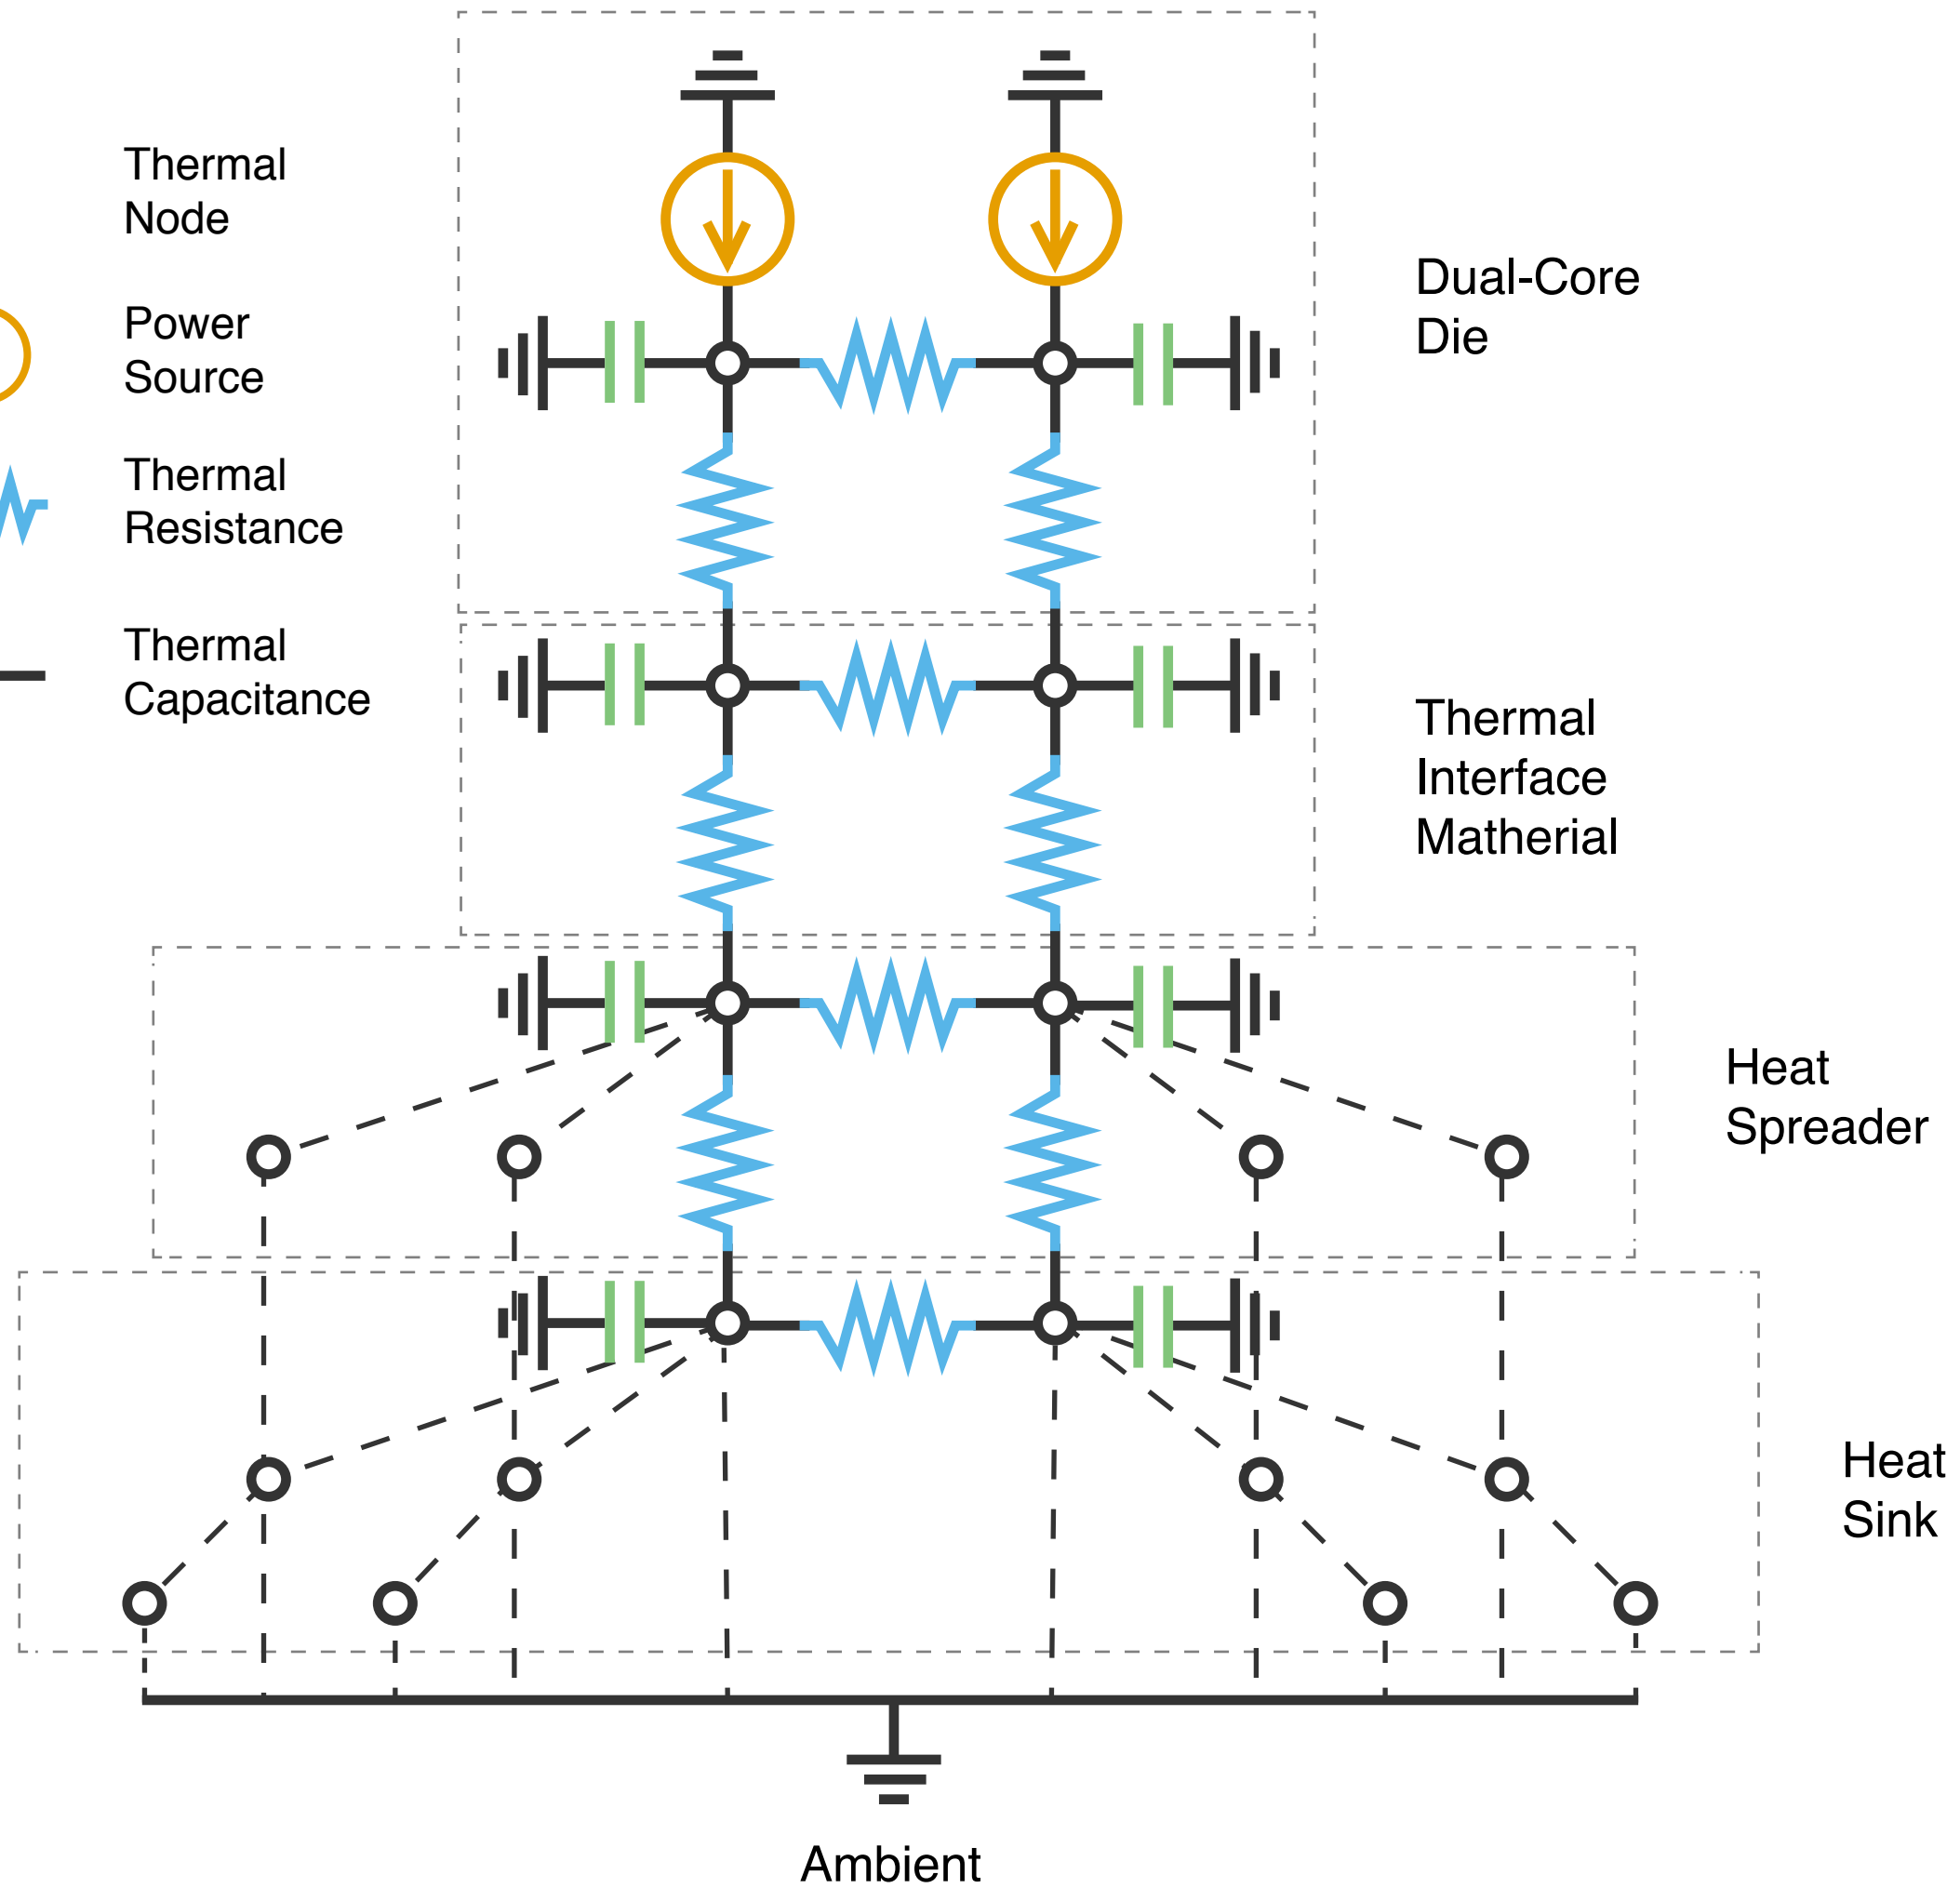 Thermal
Node
Power
Source
Thermal
Resistance
Thermal
Capacitance
Dual-Core
Die
Thermal
Interface
Matherial
Heat
Spreader
Heat
Sink
Ambient